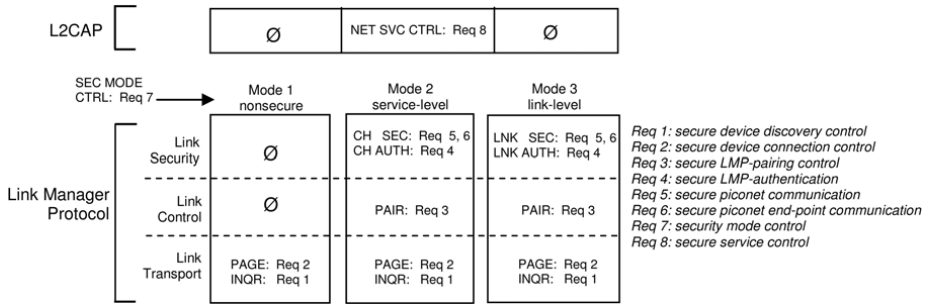 L2CAP
Ø
NET SVC CTRL: Req 8
Ø
SEC MODE
CTRL: Req 7
Mode 1
nonsecure
Mode 2
service-level
Mode 3
link-level
Link Manager
Protocol
Link
Security
Ø
CH SEC: Req 5, 6
CH AUTH: Req 4
LNK SEC: Req 5, 6
LNK AUTH: Req 4
Link
Control
Ø
PAIR: Req 3
PAIR: Req 3
Link
Transport
PAGE: Req 2
INQR: Req 1
PAGE: Req 2
INQR: Req 1
PAGE: Req 2
INQR: Req 1
Req 1: secure device discovery control
Req 2: secure device connection control
Req 3: secure LMP-pairing control
Req 4: secure LMP-authentication
Req 5: secure piconet communication
Req 6: secure piconet end-point communication
Req 7: security mode control
Req 8: secure service control